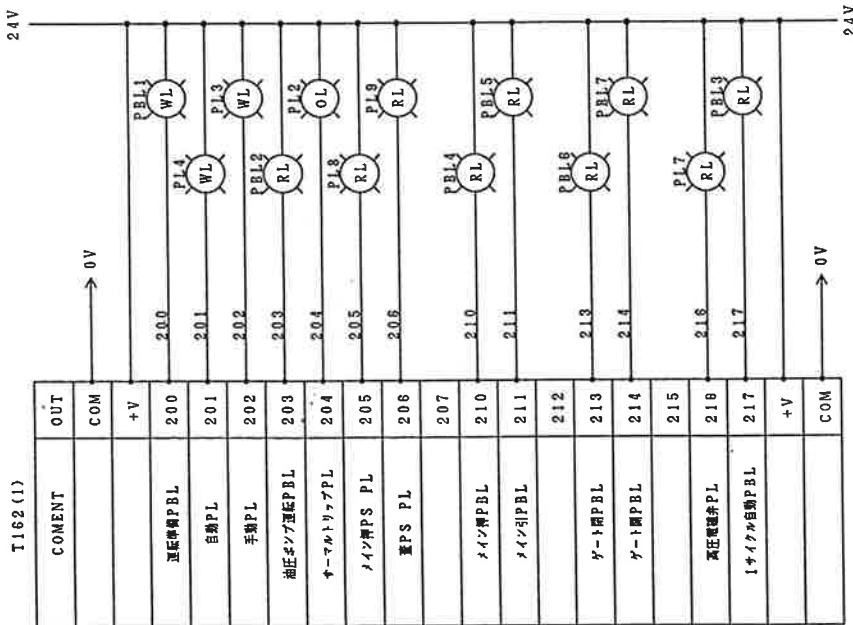 T162(1)
COMENT OUT
COM 0V
+V
運転準備PBL 200 200 PBL1 WL
自動PL 201 201 PL4 WL
手動PL 202 202 PL3 WL
油圧ポンプ運転PBL 203 203 PBL2 RL
サーマルトリップPL 204 204 PL2 OL
メイン押PS PL 205 205 PL8 RL
PS PL 206 206 PL9 RL
207
メイン押PBL 210 210 PBL4 RL
メイン引PBL 211 211 PBL5 RL
212
ゲート閉PBL 213 213 PBL6 RL
ゲート開PBL 214 214 PBL7 RL
215
高圧電磁弁PL 216 216 PL7 RL
1サイクル自動PBL 217 217 PBL3 RL
+V
COM 0V
24V
24V